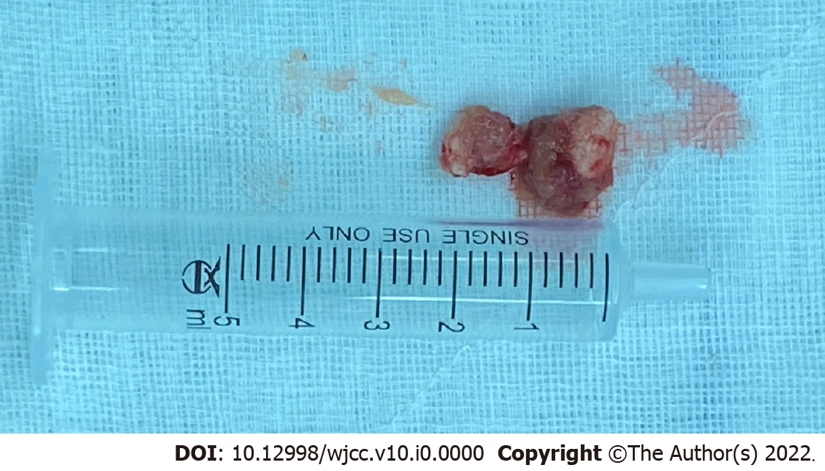 SINGLE USE ONLY
ml 5 4 3 2 1
DOI: 10.12998/wjcc.v10.i0.0000 Copyright ©The Author(s) 2022.